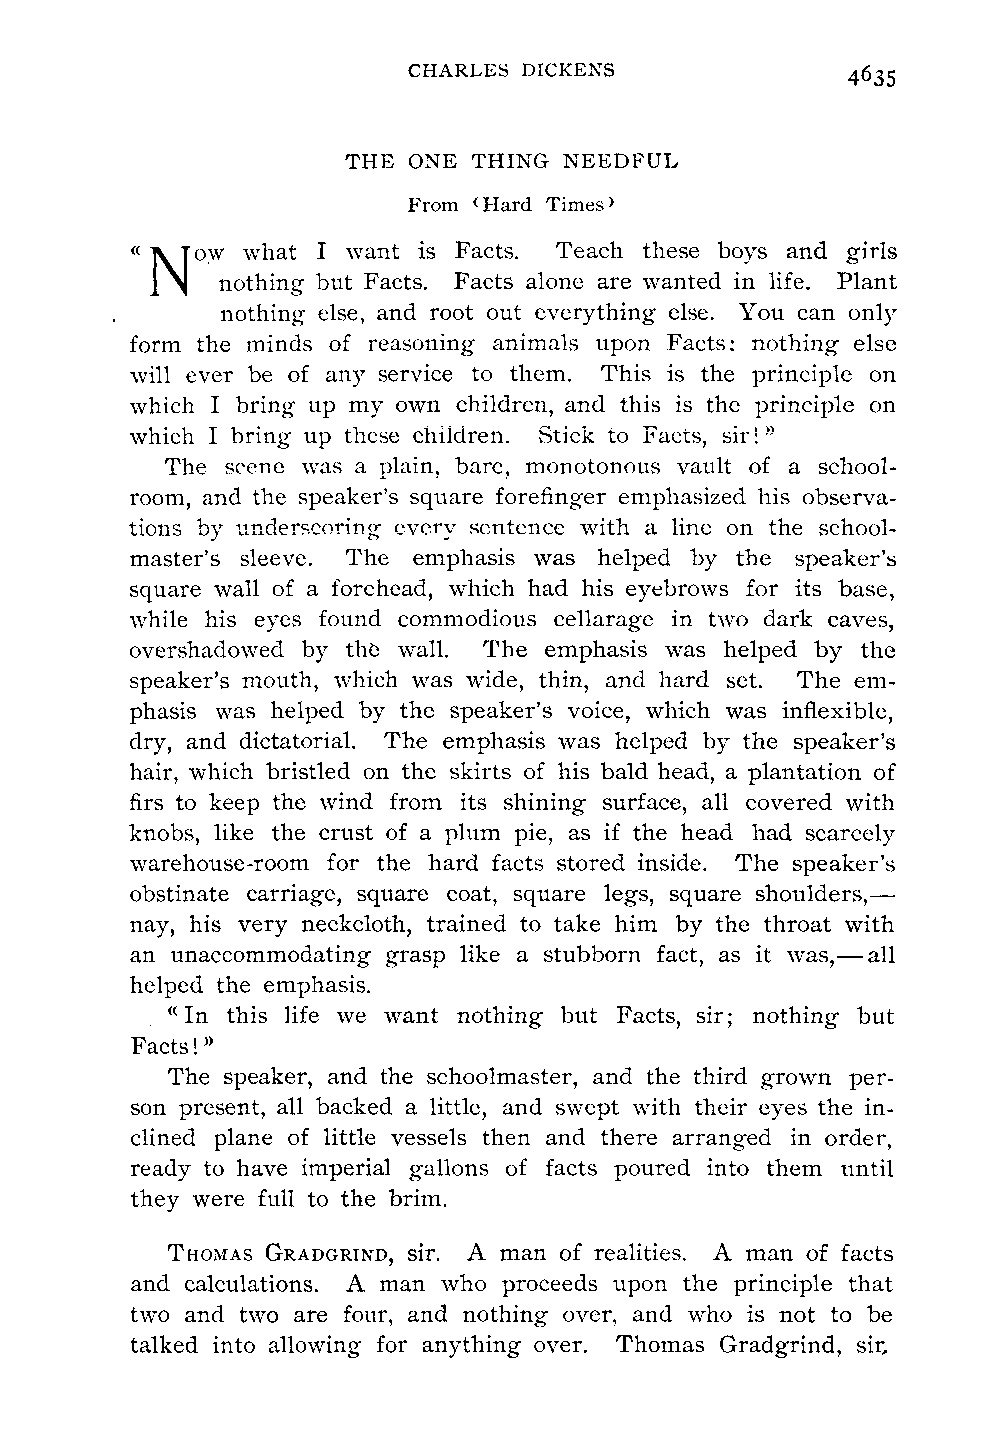 CHARLES DICKENS 4635
THE ONE THING NEEDFUL
From ‹Hard Times›
«Now what I want is Facts. Teach these boys and girls
nothing but Facts. Facts alone are wanted in life. Plant
nothing else, and root out everything else. You can only
form the minds of reasoning animals upon Facts: nothing else
will ever be of any service to them. This is the principle on
which I bring up my own children, and this is the principle on
which I bring up these children. Stick to Facts, sir!»
The scene was a plain, bare, monotonous vault of a school-
room, and the speaker's square forefinger emphasized his observa-
tions by underscoring every sentence with a line on the school-
master's sleeve. The emphasis was helped by the speaker's
square wall of a forehead, which had his eyebrows for its base,
while his eyes found commodious cellarage in two dark caves,
overshadowed by the wall. The emphasis was helped by the
speaker's mouth, which was wide, thin, and hard set. The em-
phasis was helped by the speaker's voice, which was inflexible,
dry, and dictatorial. The emphasis was helped by the speaker's
hair, which bristled on the skirts of his bald head, a plantation of
firs to keep the wind from its shining surface, all covered with
knobs, like the crust of a plum pie, as if the head had scarcely
warehouse-room for the hard facts stored inside. The speaker's
obstinate carriage, square coat, square legs, square shoulders,—
nay, his very neckcloth, trained to take him by the throat with
an unaccommodating grasp like a stubborn fact, as it was,—all
helped the emphasis.
«In this life we want nothing but Facts, sir; nothing but
Facts!»
The speaker, and the schoolmaster, and the third grown per-
son present, all backed a little, and swept with their eyes the in-
clined plane of little vessels then and there arranged in order,
ready to have imperial gallons of facts poured into them until
they were full to the brim.
THOMAS GRADGRIND, sir. A man of realities. A man of facts
and calculations. A man who proceeds upon the principle that
two and two are four, and nothing over, and who is not to be
talked into allowing for anything over. Thomas Gradgrind, sir,